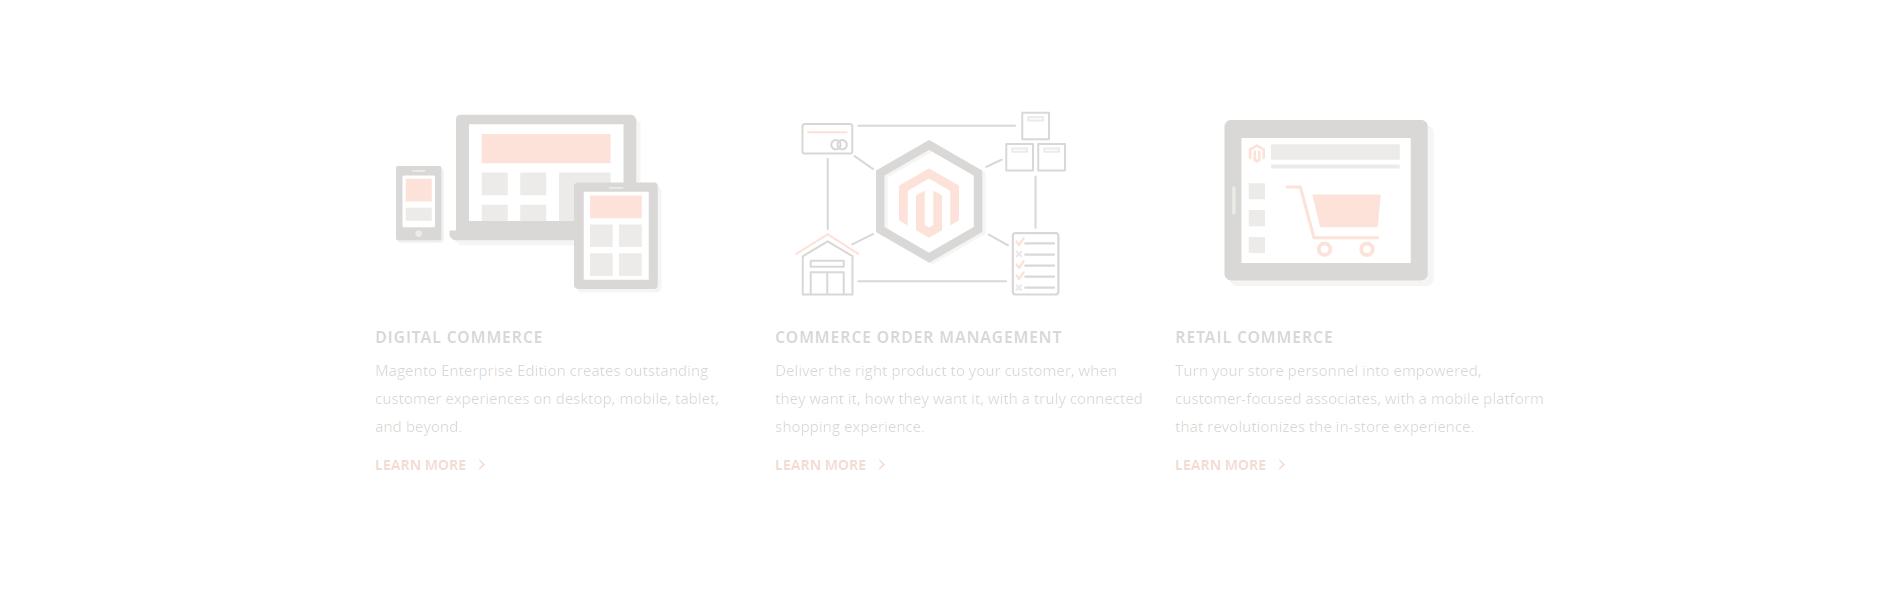 DIGITAL COMMERCE
Magento Enterprise Edition creates outstanding
customer experiences on desktop, mobile, tablet,
and beyond.
LEARN MORE
COMMERCE ORDER MANAGEMENT
Deliver the right product to your customer, when
they want it, how they want it, with a truly connected
shopping experience.
LEARN MORE
RETAIL COMMERCE
Turn your store personnel into empowered,
customer-focused associates, with a mobile platform
that revolutionizes the in-store experience.
LEARN MORE